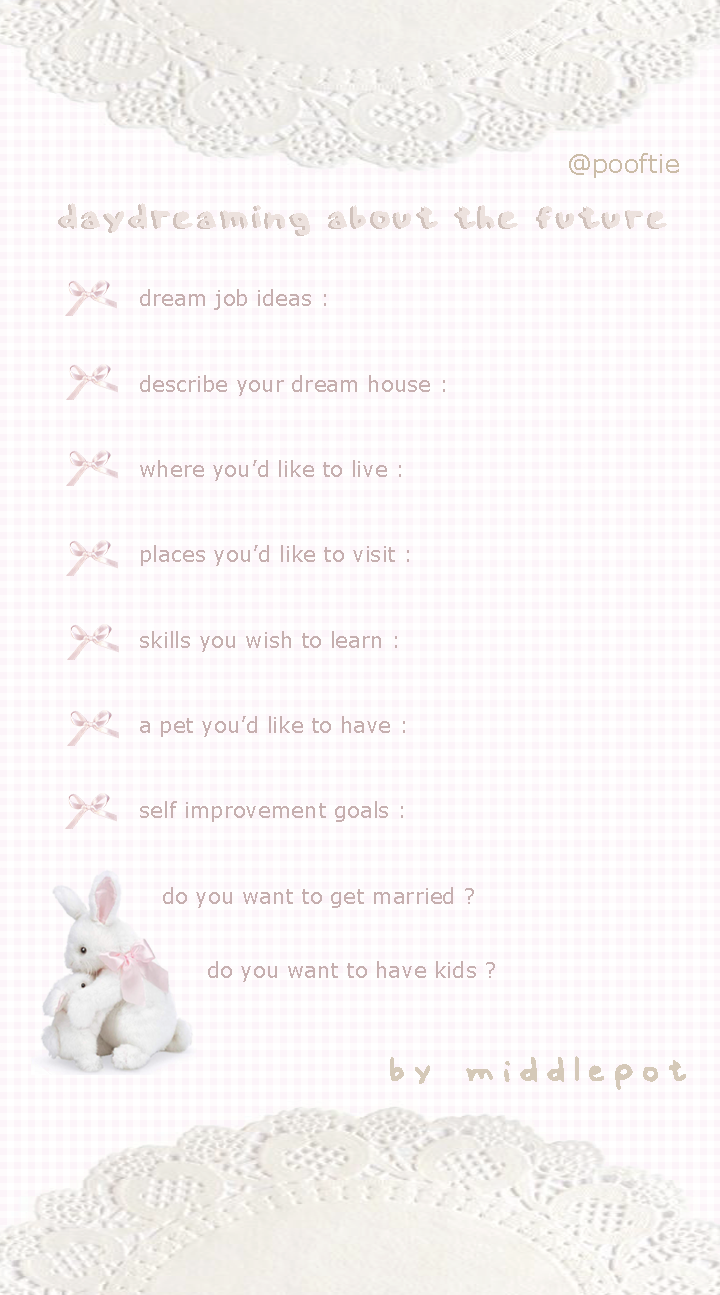 @pooftie
daydreaming about the future
dream job ideas :
describe your dream house :
where you’d like to live :
places you’d like to visit :
skills you wish to learn :
a pet you’d like to have :
self improvement goals :
do you want to get married ?
do you want to have kids ?
by middlepot